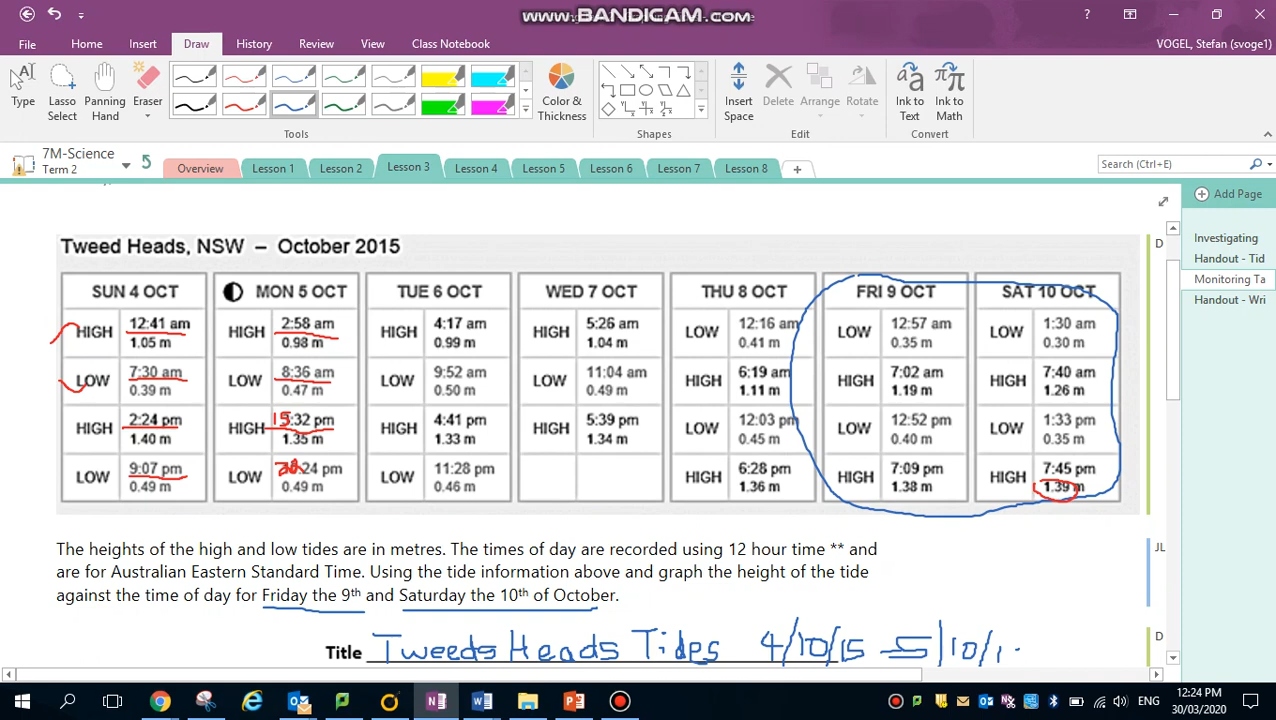 www.BANDICAM.com
File Home Insert Draw History Review View Class Notebook VOGEL, Stefan (svoge1)
Type Lasso Select Panning Hand Eraser Color & Thickness Insert Space Delete Arrange Rotate Ink to Text Ink to Math
Tools Shapes Edit Convert
7M-Science
Term 2
Overview Lesson 1 Lesson 2 Lesson 3 Lesson 4 Lesson 5 Lesson 6 Lesson 7 Lesson 8 Search (Ctrl+E)
Add Page
Investigating
Handout - Tid
Monitoring Ta
Handout - Wri
Tweed Heads, NSW – October 2015
SUN 4 OCT MON 5 OCT TUE 6 OCT WED 7 OCT THU 8 OCT FRI 9 OCT SAT 10 OCT
HIGH 12:41 am HIGH 2:58 am HIGH 4:17 am HIGH 5:26 am LOW 12:16 am LOW 12:57 am LOW 1:30 am
1.05 m 0.98 m 0.99 m 1.04 m 0.41 m 0.35 m 0.30 m
LOW 7:30 am LOW 8:36 am LOW 9:52 am LOW 11:04 am HIGH 6:19 am HIGH 7:02 am HIGH 7:40 am
0.39 m 0.47 m 0.50 m 0.49 m 1.11 m 1.19 m 1.26 m
HIGH 2:24 pm HIGH 15:32 pm HIGH 4:41 pm HIGH 5:39 pm LOW 12:03 pm LOW 12:52 pm LOW 1:33 pm
1.40 m 1.35 m 1.33 m 1.34 m 0.45 m 0.40 m 0.35 m
LOW 9:07 pm LOW :24 pm LOW 11:28 pm HIGH 6:28 pm HIGH 7:09 pm HIGH 7:45 pm
0.49 m 0.49 m 0.46 m 1.36 m 1.38 m 1.39 m
D
The heights of the high and low tides are in metres. The times of day are recorded using 12 hour time ** and
are for Australian Eastern Standard Time. Using the tide information above and graph the height of the tide
against the time of day for Friday the 9th and Saturday the 10th of October.
JL
Title Tweeds Heads Tides 4/10/15 - 5/10/1
D
ENG 12:24 PM
30/03/2020